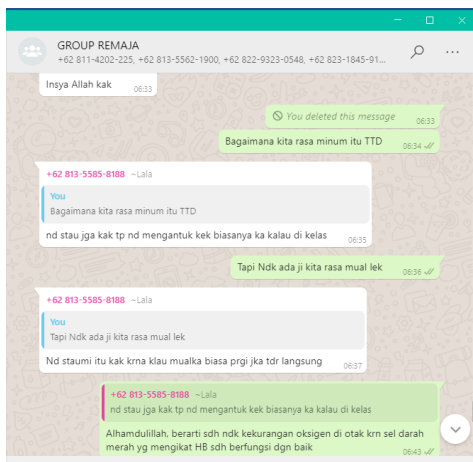 GROUP REMAJA
+62 811-4202-225, +62 813-5562-1900, +62 822-9323-0548, +62 823-1845-91...
Insya Allah kak 06:33
You deleted this message 06:33
Bagaimana kita rasa minum itu TTD 06:34
+62 813-5585-8188 ~Lala
You
Bagaimana kita rasa minum itu TTD
nd stau jga kak tp nd mengantuk kek biasanya ka kalau di kelas 06:35
Tapi Ndk ada ji kita rasa mual lek 06:36
+62 813-5585-8188 ~Lala
You
Tapi Ndk ada ji kita rasa mual lek
Nd staumi itu kak krna klau mualka biasa prgi jka tdr langsung 06:37
+62 813-5585-8188 ~Lala
nd stau jga kak tp nd mengantuk kek biasanya ka kalau di kelas
Alhamdulillah, berarti sdh ndk kekurangan oksigen di otak krn sel darah
merah yg mengikat HB sdh berfungsi dgn baik 06:43